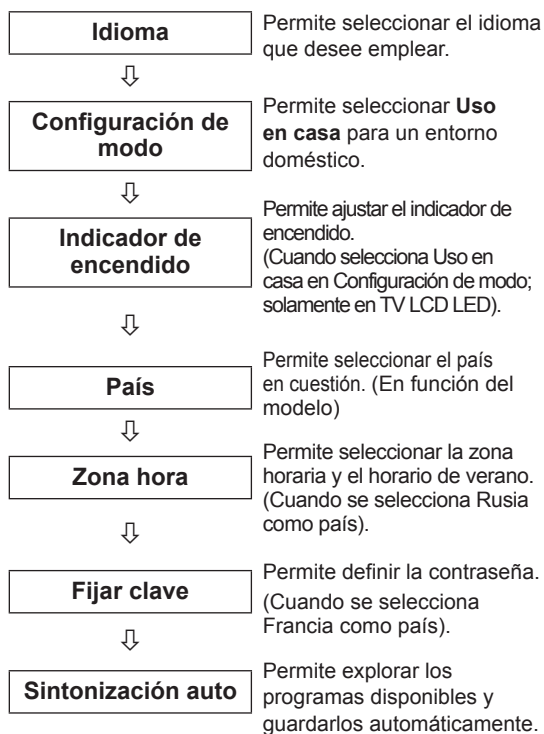 Idioma
Permite seleccionar el idioma
que desee emplear.
⇩
Configuración de
modo
Permite seleccionar Uso
en casa para un entorno
doméstico.
⇩
Indicador de
encendido
Permite ajustar el indicador de
encendido.
(Cuando selecciona Uso en
casa en Configuración de modo;
solamente en TV LCD LED).
⇩
País
Permite seleccionar el país
en cuestión. (En función del
modelo)
⇩
Zona hora
Permite seleccionar la zona
horaria y el horario de verano.
(Cuando se selecciona Rusia
como país).
⇩
Fijar clave
Permite definir la contraseña.
(Cuando se selecciona
Francia como país).
⇩
Sintonización auto
Permite explorar los
programas disponibles y
guardarlos automáticamente.